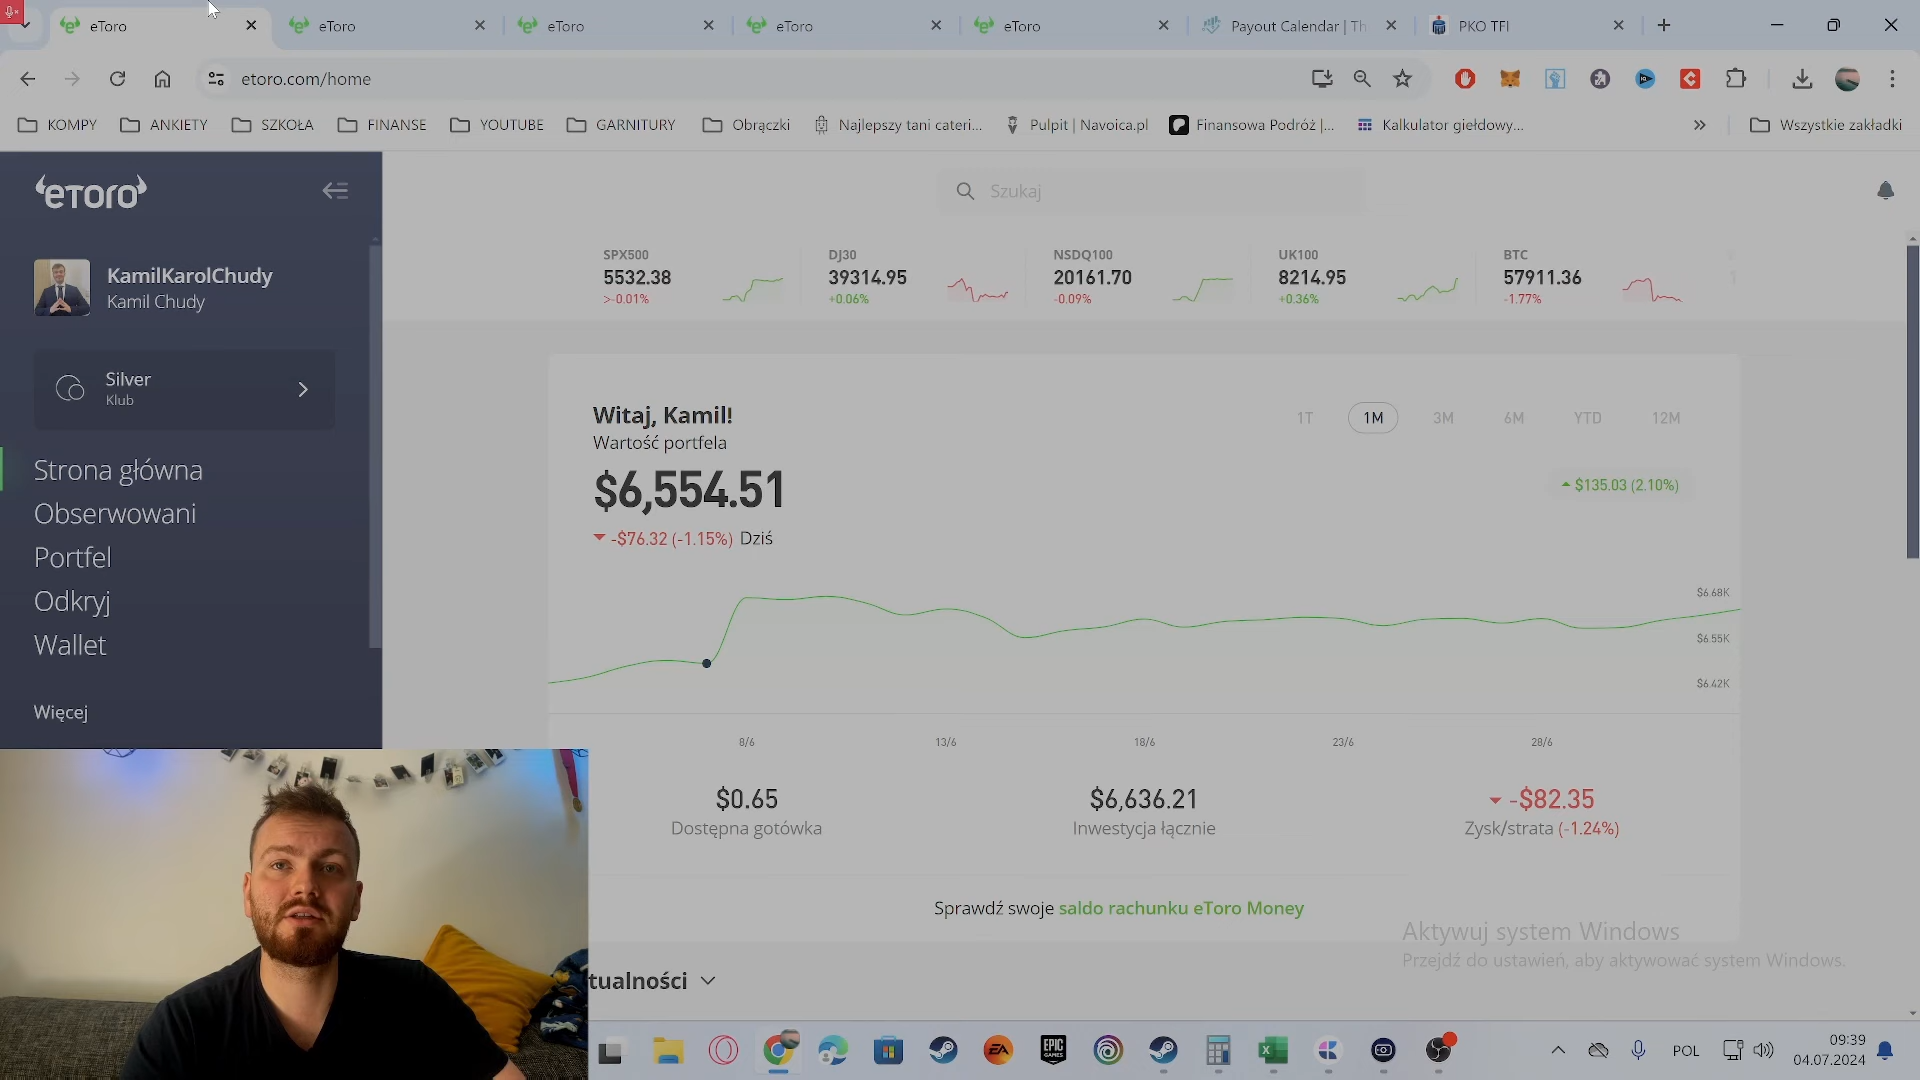 eToro
eToro
eToro
eToro
eToro
Payout Calendar | Th
PKO TFI
etoro.com/home
KOMPY
ANKIETY
SZKOŁA
FINANSE
YOUTUBE
GARNITURY
Obrączki
Najlepszy tani cateri...
Pulpit | Navoica.pl
Finansowa Podróż |...
Kalkulator giełdowy...
Wszystkie zakładki
eToro
Szukaj
KamilKarolChudy
Kamil Chudy
Silver
Klub
Strona główna
Obserwowani
Portfel
Odkryj
Wallet
Więcej
SPX500
5532.38
>-0.01%
DJ30
39314.95
+0.06%
NSDQ100
20161.70
-0.09%
UK100
8214.95
+0.36%
BTC
57911.36
-1.77%
Witaj, Kamil!
Wartość portfela
$6,554.51
-$76.32 (-1.15%) Dziś
1T 1M 3M 6M YTD 12M
$135.03 (2.10%)
$6.68K
$6.55K
$6.42K
8/6 13/6 18/6 23/6 28/6
$0.65
Dostępna gotówka
$6,636.21
Inwestycja łącznie
-$82.35
Zysk/strata (-1.24%)
Sprawdź swoje saldo rachunku eToro Money
Aktywuj system Windows
Przejdź do ustawień, aby aktywować system Windows.
tualności
EA
EPIC
GAMES
POL
09:39
04.07.2024